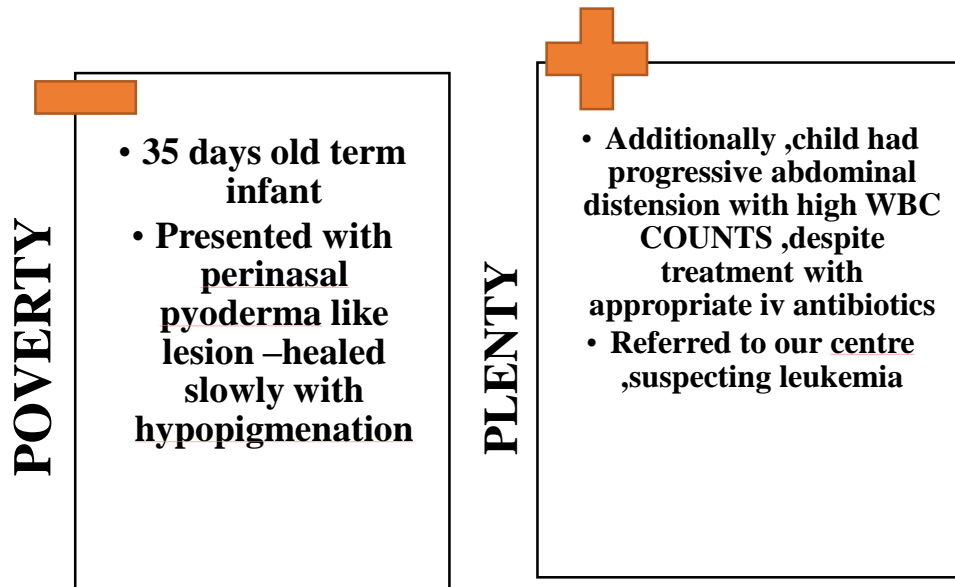 POVERTY
• 35 days old term
infant
• Presented with
perinasal
pyoderma like
lesion –healed
slowly with
hypopigmenation
PLENTY
• Additionally ,child had
progressive abdominal
distension with high WBC
COUNTS ,despite
treatment with
appropriate iv antibiotics
• Referred to our centre
,suspecting leukemia